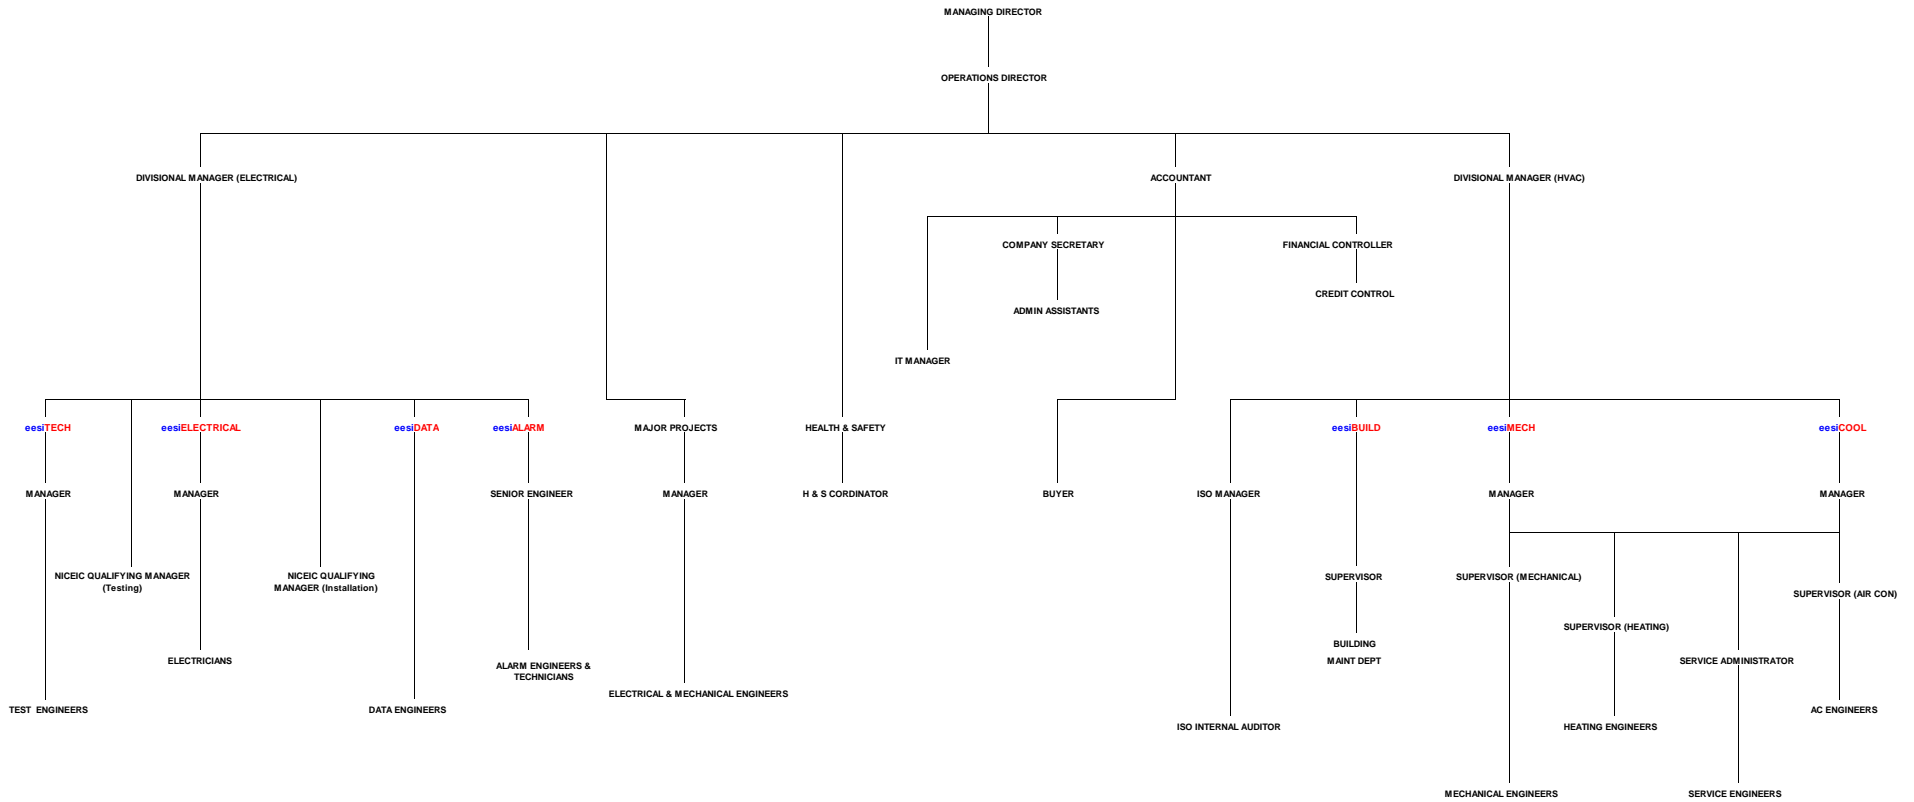 MANAGING DIRECTOR
OPERATIONS DIRECTOR
DIVISIONAL MANAGER (ELECTRICAL)
ACCOUNTANT
DIVISIONAL MANAGER (HVAC)
COMPANY SECRETARY
FINANCIAL CONTROLLER
CREDIT CONTROL
ADMIN ASSISTANTS
IT MANAGER
eesiTECH
eesiELECTRICAL
eesiDATA
eesiALARM
MAJOR PROJECTS
HEALTH & SAFETY
eesiBUILD
eesiMECH
eesiCOOL
MANAGER
MANAGER
SENIOR ENGINEER
MANAGER
H & S CORDINATOR
BUYER
ISO MANAGER
MANAGER
MANAGER
NICEIC QUALIFYING MANAGER
(Testing)
NICEIC QUALIFYING
MANAGER (Installation)
SUPERVISOR
SUPERVISOR (MECHANICAL)
SUPERVISOR (AIR CON)
SUPERVISOR (HEATING)
BUILDING
MAINT DEPT
ELECTRICIANS
ALARM ENGINEERS &
TECHNICIANS
SERVICE ADMINISTRATOR
ELECTRICAL & MECHANICAL ENGINEERS
TEST ENGINEERS
DATA ENGINEERS
AC ENGINEERS
ISO INTERNAL AUDITOR
HEATING ENGINEERS
MECHANICAL ENGINEERS
SERVICE ENGINEERS